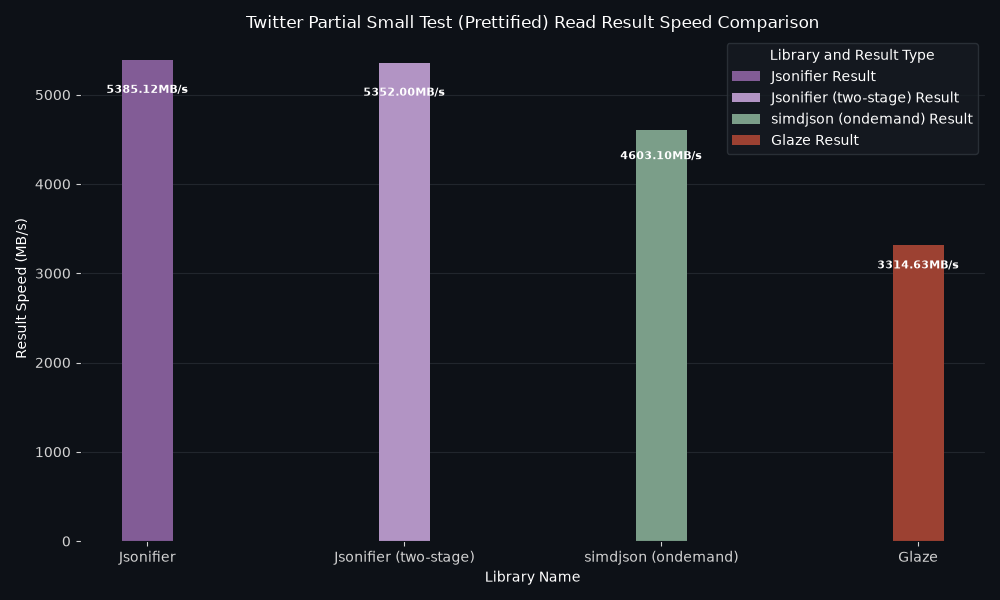 Twitter Partial Small Test (Prettified) Read Result Speed Comparison
Library and Result Type
Jsonifier Result
Jsonifier (two-stage) Result
simdjson (ondemand) Result
Glaze Result
5385.12MB/s
5352.00MB/s
4603.10MB/s
3314.63MB/s
Result Speed (MB/s)
5000
4000
3000
2000
1000
0
Jsonifier
Jsonifier (two-stage)
simdjson (ondemand)
Glaze
Library Name